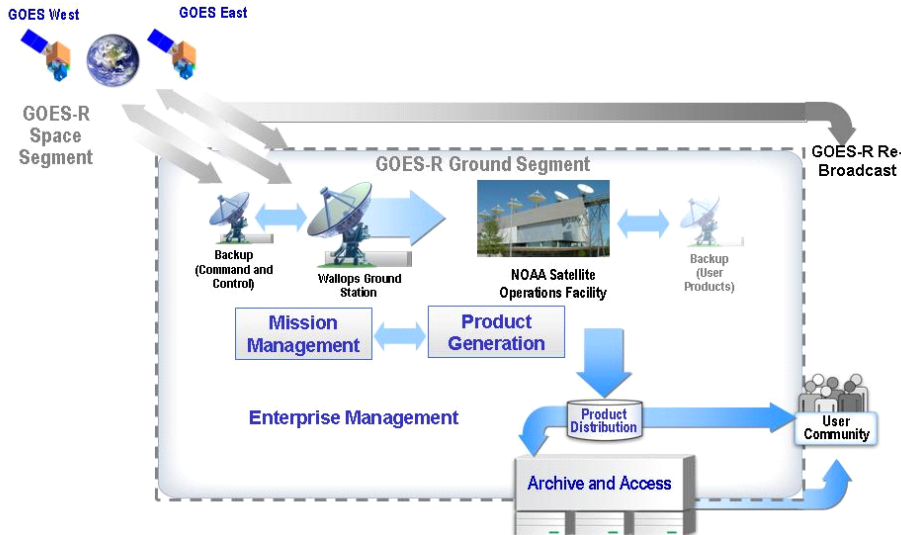 GOES West
GOES East
GOES-R
Space
Segment
GOES-R Re-
Broadcast
GOES-R Ground Segment
Backup
(Command and
Control)
Wallops Ground
Station
NOAA Satellite
Operations Facility
Backup
(User
Products)
Mission
Management
Product
Generation
Enterprise Management
Product
Distribution
User
Community
Archive and Access